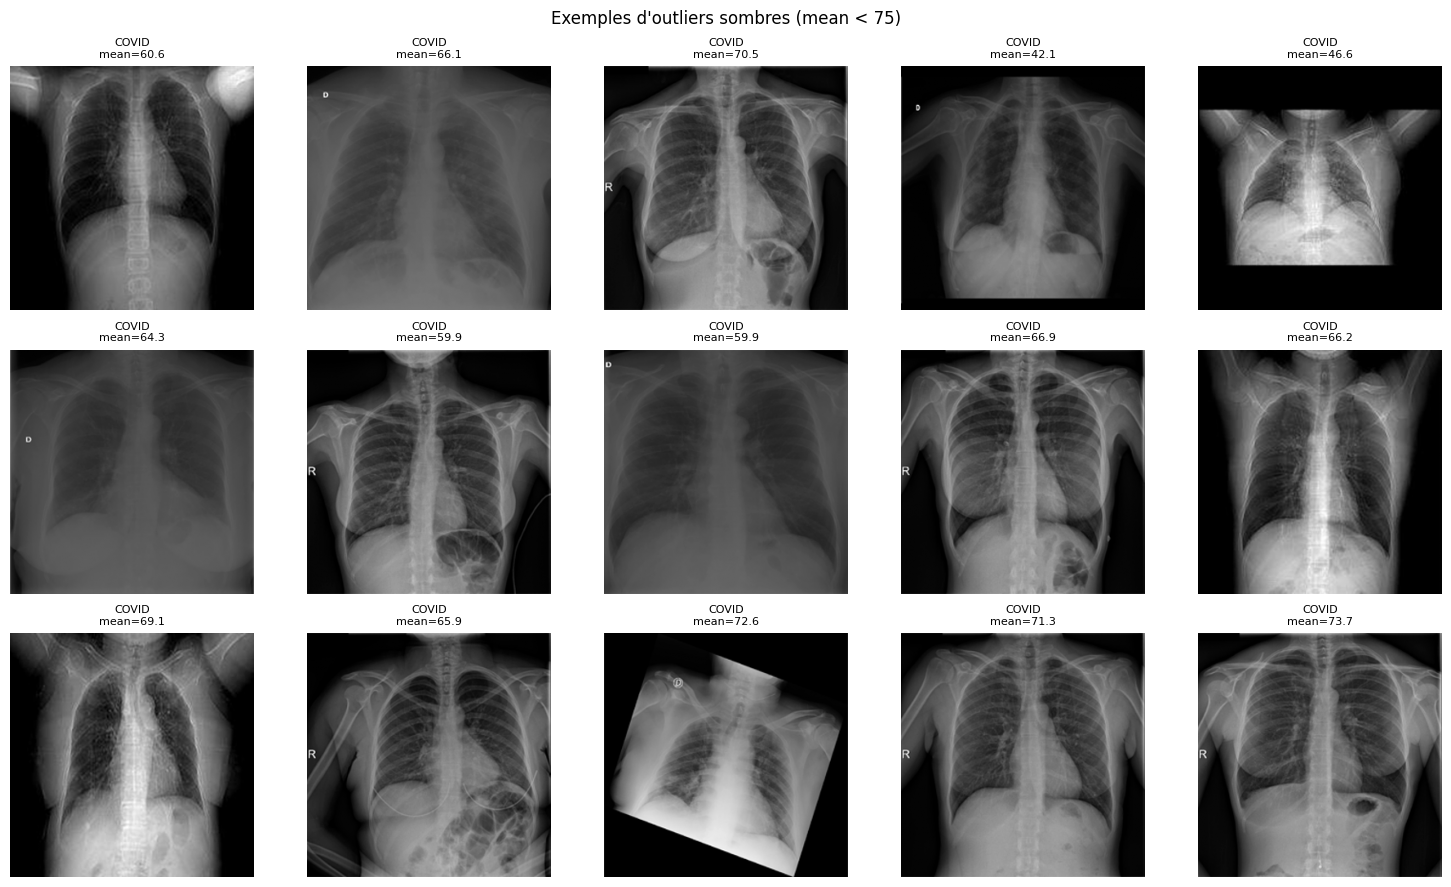 Exemples d'outliers sombres (mean < 75)
COVID
mean=60.6
COVID
mean=66.1
COVID
mean=70.5
COVID
mean=42.1
COVID
mean=46.6
D
R
D
COVID
mean=64.3
COVID
mean=59.9
COVID
mean=59.9
COVID
mean=66.9
COVID
mean=66.2
D
R
D
R
COVID
mean=69.1
COVID
mean=65.9
COVID
mean=72.6
COVID
mean=71.3
COVID
mean=73.7
R
D
R
R